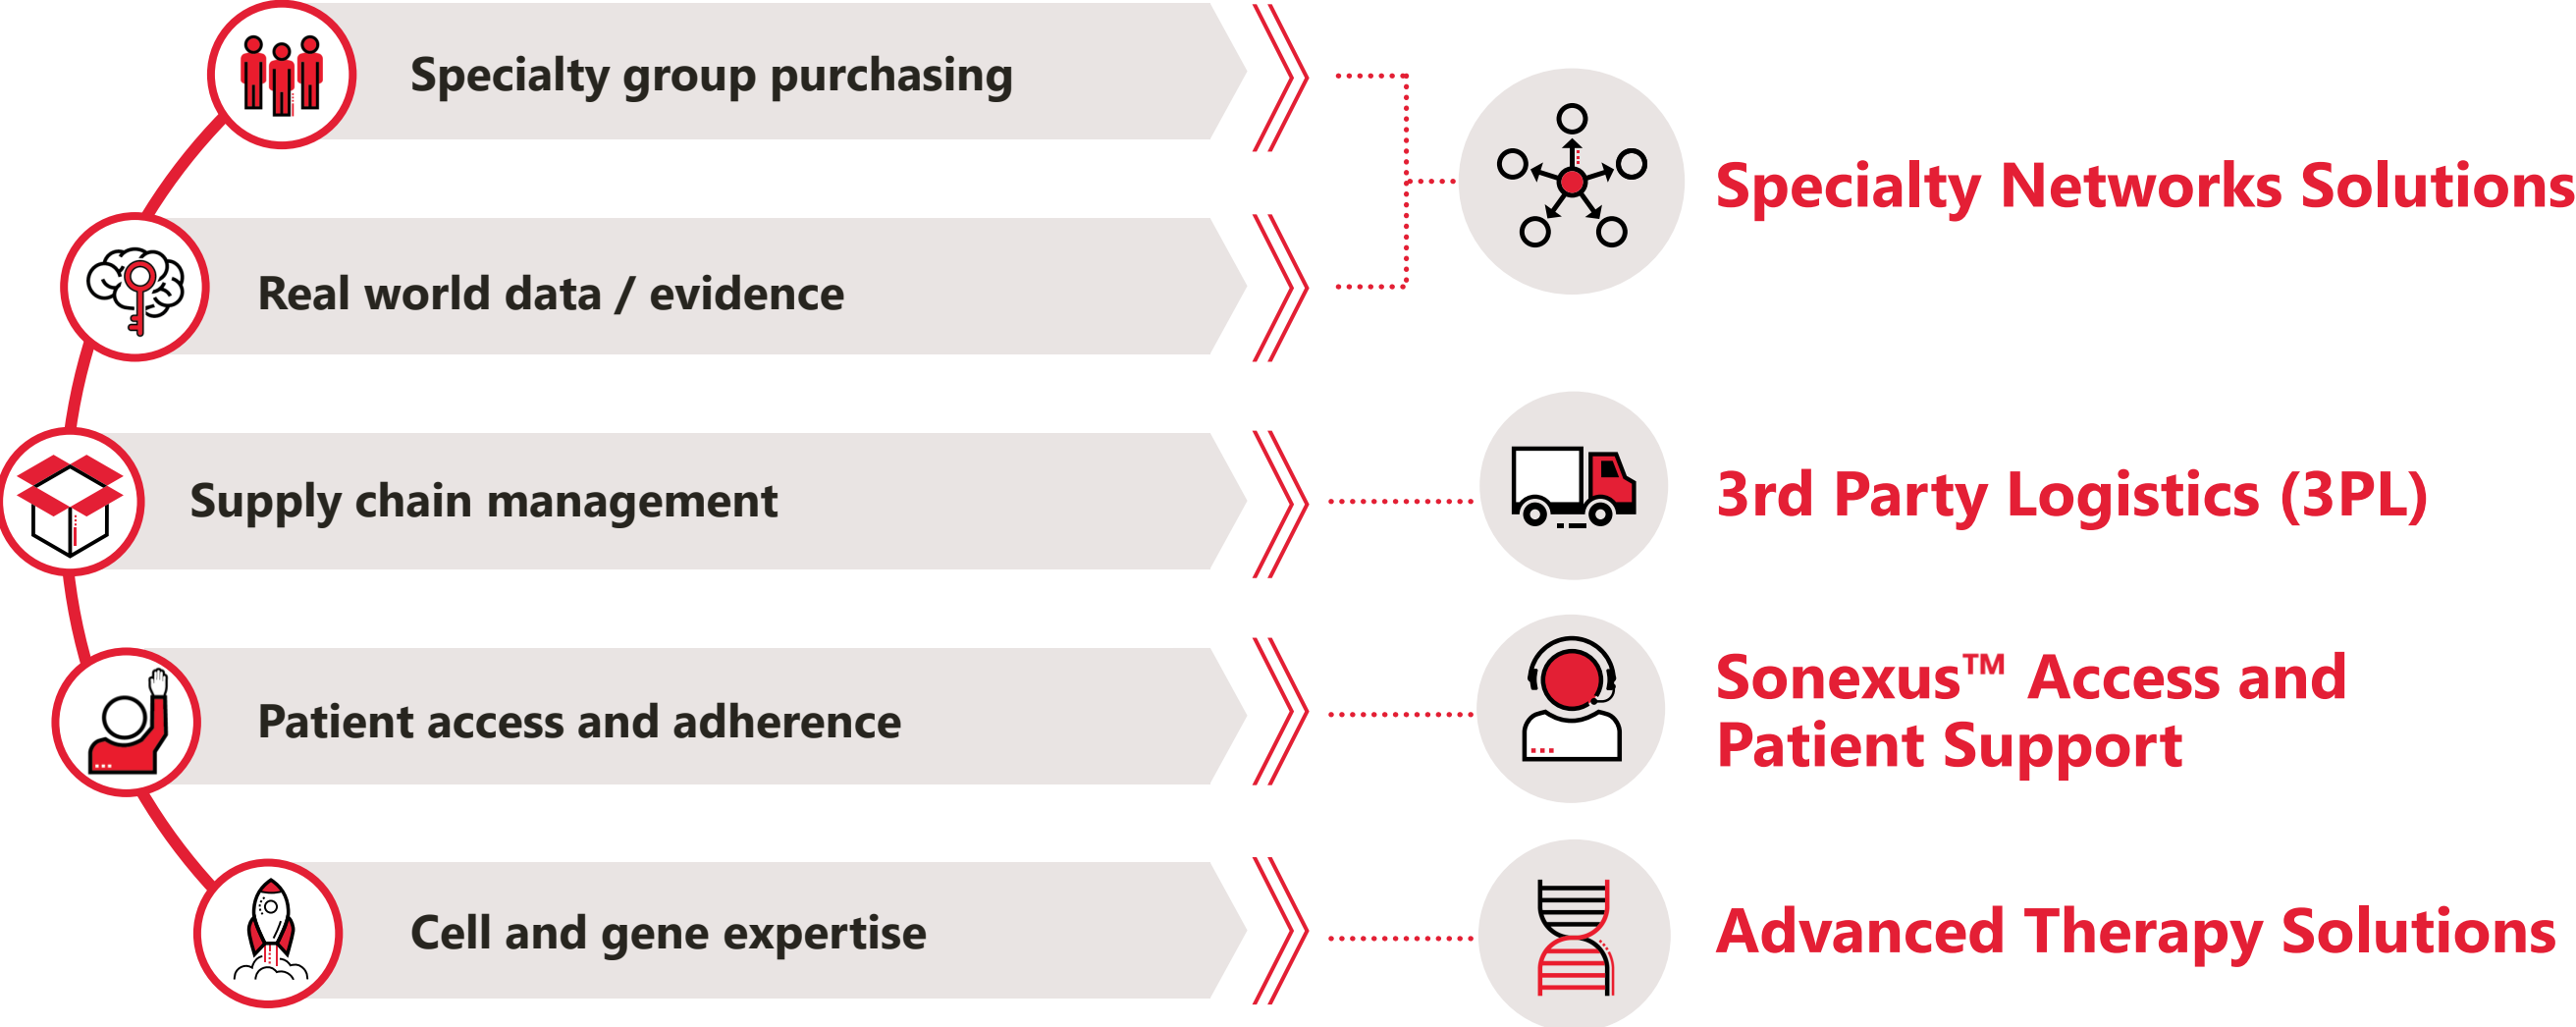 Specialty group purchasing
Specialty Networks Solutions
Real world data / evidence
Supply chain management
3rd Party Logistics (3PL)
Patient access and adherence
Sonexus™ Access and
Patient Support
Cell and gene expertise
Advanced Therapy Solutions